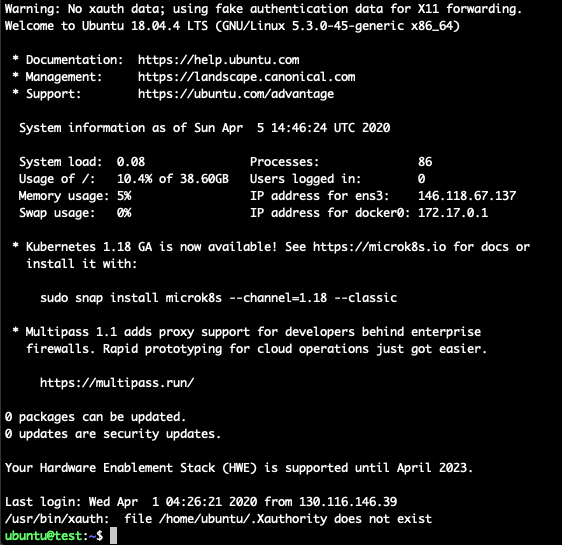 Warning: No xauth data; using fake authentication data for X11 forwarding.
Welcome to Ubuntu 18.04.4 LTS (GNU/Linux 5.3.0-45-generic x86_64)
* Documentation:  https://help.ubuntu.com
* Management:     https://landscape.canonical.com
* Support:        https://ubuntu.com/advantage
System information as of Sun Apr  5 14:46:24 UTC 2020
System load:  0.08                Processes:              86
Usage of /:   10.4% of 38.60GB   Users logged in:        0
Memory usage: 5%                  IP address for ens3:    146.118.67.137
Swap usage:   0%                  IP address for docker0: 172.17.0.1
* Kubernetes 1.18 GA is now available! See https://microk8s.io for docs or
install it with:
sudo snap install microk8s --channel=1.18 --classic
* Multipass 1.1 adds proxy support for developers behind enterprise
firewalls. Rapid prototyping for cloud operations just got easier.
https://multipass.run/
0 packages can be updated.
0 updates are security updates.
Your Hardware Enablement Stack (HWE) is supported until April 2023.
Last login: Wed Apr  1 04:26:21 2020 from 130.116.146.39
/usr/bin/xauth:  file /home/ubuntu/.Xauthority does not exist
ubuntu@test:~$